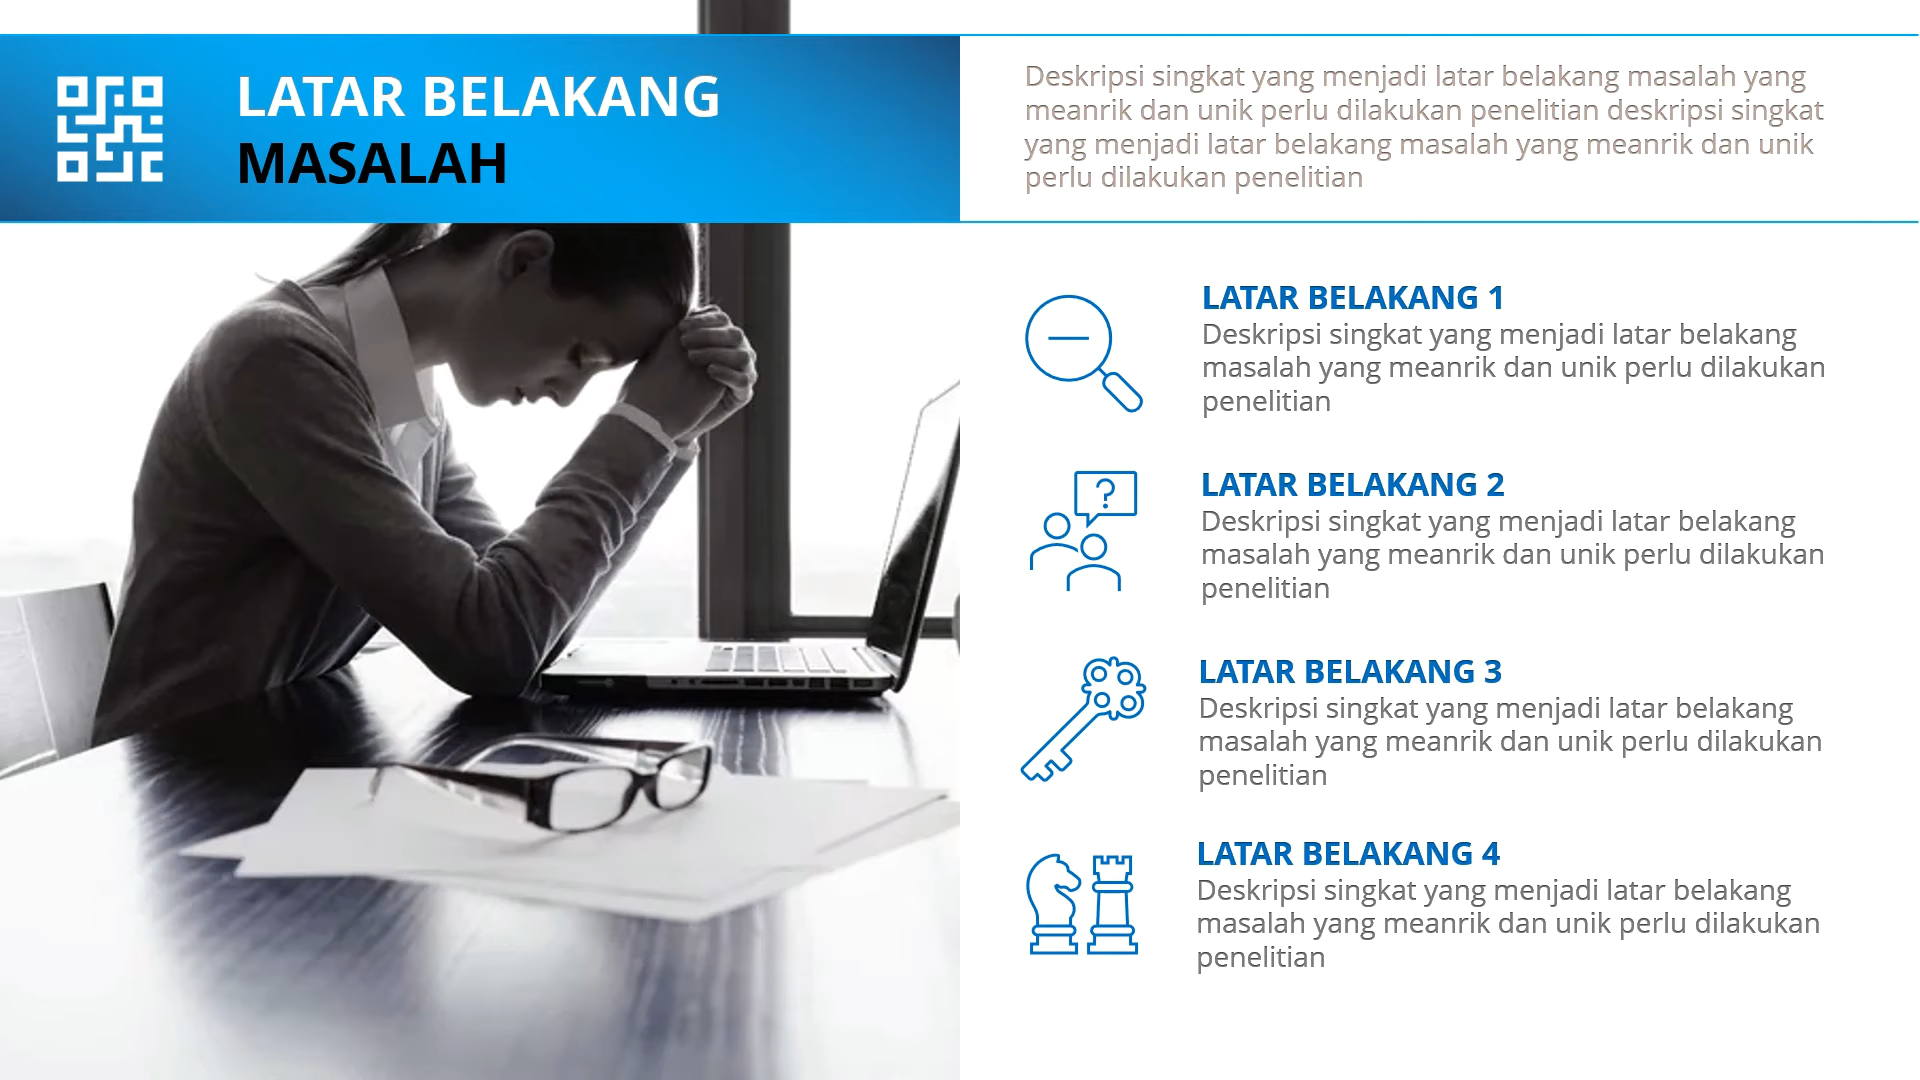 LATAR BELAKANG
MASALAH
Deskripsi singkat yang menjadi latar belakang masalah yang
meanrik dan unik perlu dilakukan penelitian deskripsi singkat
yang menjadi latar belakang masalah yang meanrik dan unik
perlu dilakukan penelitian
LATAR BELAKANG 1
Deskripsi singkat yang menjadi latar belakang
masalah yang meanrik dan unik perlu dilakukan
penelitian
?
LATAR BELAKANG 2
Deskripsi singkat yang menjadi latar belakang
masalah yang meanrik dan unik perlu dilakukan
penelitian
LATAR BELAKANG 3
Deskripsi singkat yang menjadi latar belakang
masalah yang meanrik dan unik perlu dilakukan
penelitian
LATAR BELAKANG 4
Deskripsi singkat yang menjadi latar belakang
masalah yang meanrik dan unik perlu dilakukan
penelitian